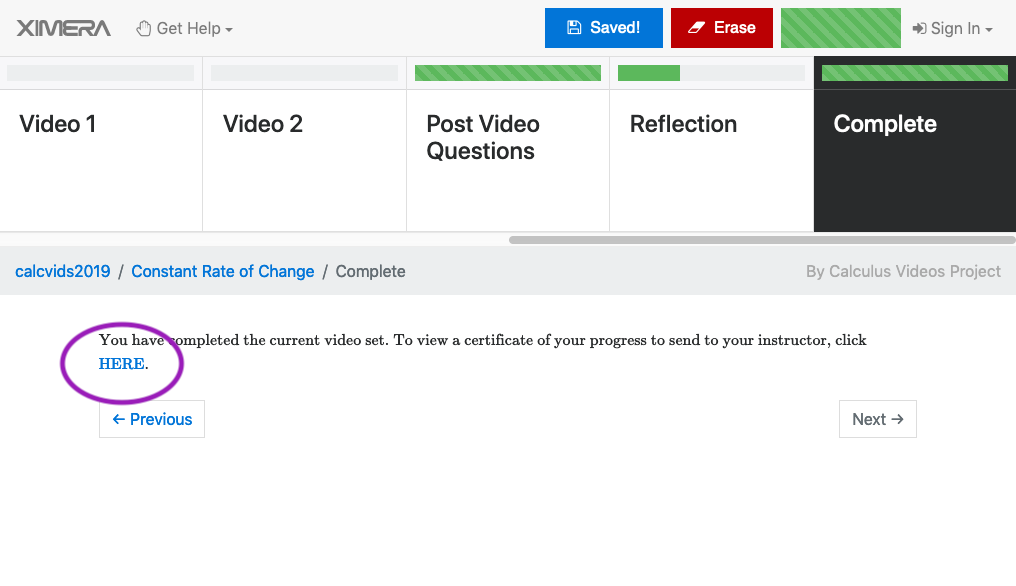 XIMERA Get Help Saved! Erase Sign In
Video 1 Video 2 Post Video Questions Reflection Complete
calcvids2019 / Constant Rate of Change / Complete By Calculus Videos Project
You have completed the current video set. To view a certificate of your progress to send to your instructor, click
HERE.
← Previous Next →